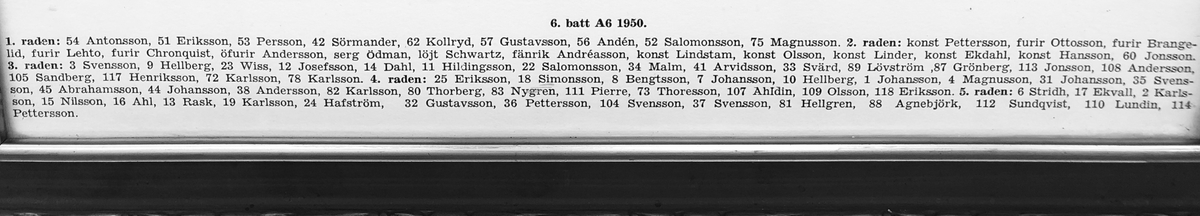 6. batt A6 1950.
1. raden: 54 Antonsson, 51 Eriksson, 53 Persson, 42 Sörmander, 62 Kollryd, 57 Gustavsson, 56 Andén, 52 Salomonsson, 75 Magnusson. 2. raden: konst Pettersson, furir Ottosson, furir Brange-
lid, furir Lehto, furir Chronquist, öfurir Andersson, serg Ödman, löjt Schwartz, fänrik Andréasson, konst Lindstam, konst Olsson, konst Linder, konst Ekdahl, konst Hansson, 60 Jonsson.
3. raden: 3 Svensson, 9 Hellberg, 23 Wiss, 12 Josefsson, 14 Dahl, 11 Hildingsson, 22 Salomonsson, 34 Malm, 41 Arvidsson, 33 Svärd, 89 Lövström ,87 Grönberg, 113 Jonsson, 108 Andersson,
105 Sandberg, 117 Henriksson, 72 Karlsson, 78 Karlsson. 4. raden: 25 Eriksson, 18 Simonsson, 8 Bengtsson, 7 Johansson, 10 Hellberg, 1 Johansson, 4 Magnusson, 31 Johansson, 35 Svens-
son, 45 Abrahamsson, 44 Johansson, 38 Andersson, 82 Karlsson, 80 Thorberg, 83 Nygren, 111 Pierre, 73 Thoresson, 107 Ahldin, 109 Olsson, 118 Eriksson. 5. raden: 6 Stridh, 17 Ekvall, 2 Karls-
son, 15 Nilsson, 16 Ahl, 13 Rask, 19 Karlsson, 24 Hafström, 32 Gustavsson, 36 Pettersson, 104 Svensson, 37 Svensson, 81 Hellgren, 88 Agnebjörk, 112 Sundqvist, 110 Lundin, 114
Pettersson.